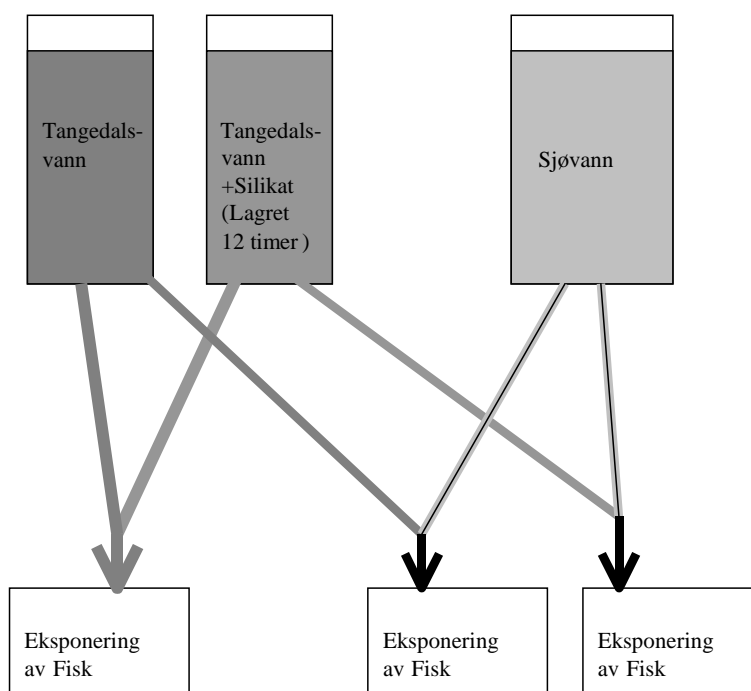 Tangedals-
vann
Tangedals-
vann
+Silikat
(Lagret
12 timer )
Sjøvann
Eksponering
av Fisk
Eksponering
av Fisk
Eksponering
av Fisk